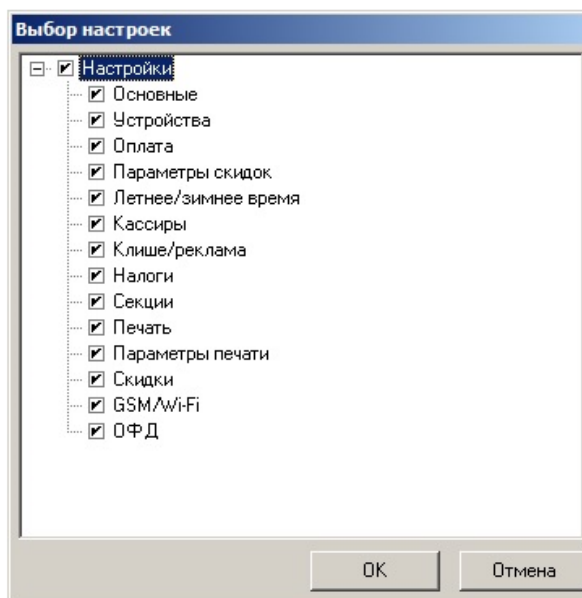 Выбор настроек
Настройки
Основные
Устройства
Оплата
Параметры скидок
Летнее/зимнее время
Кассиры
Клише/реклама
Налоги
Секции
Печать
Параметры печати
Скидки
GSM/Wi-Fi
ОФД
OK Отмена